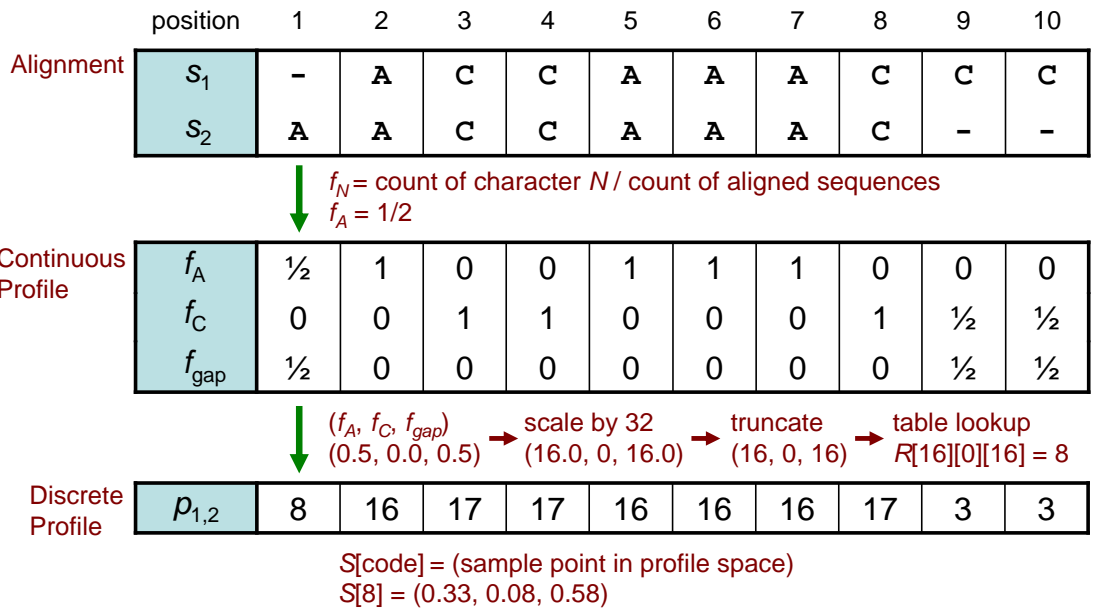 position 1 2 3 4 5 6 7 8 9 10
Alignment s1 - A C C A A A C C C
s2 A A C C A A A C - -
fN = count of character N / count of aligned sequences
fA = 1/2
Continuous Profile
fA ½ 1 0 0 1 1 1 0 0 0
fC 0 0 1 1 0 0 0 1 ½ ½
fgap ½ 0 0 0 0 0 0 0 ½ ½
(fA, fC, fgap) scale by 32 truncate table lookup
(0.5, 0.0, 0.5) (16.0, 0, 16.0) (16, 0, 16) R[16][0][16] = 8
Discrete Profile
p1,2 8 16 17 17 16 16 16 17 3 3
S[code] = (sample point in profile space)
S[8] = (0.33, 0.08, 0.58)